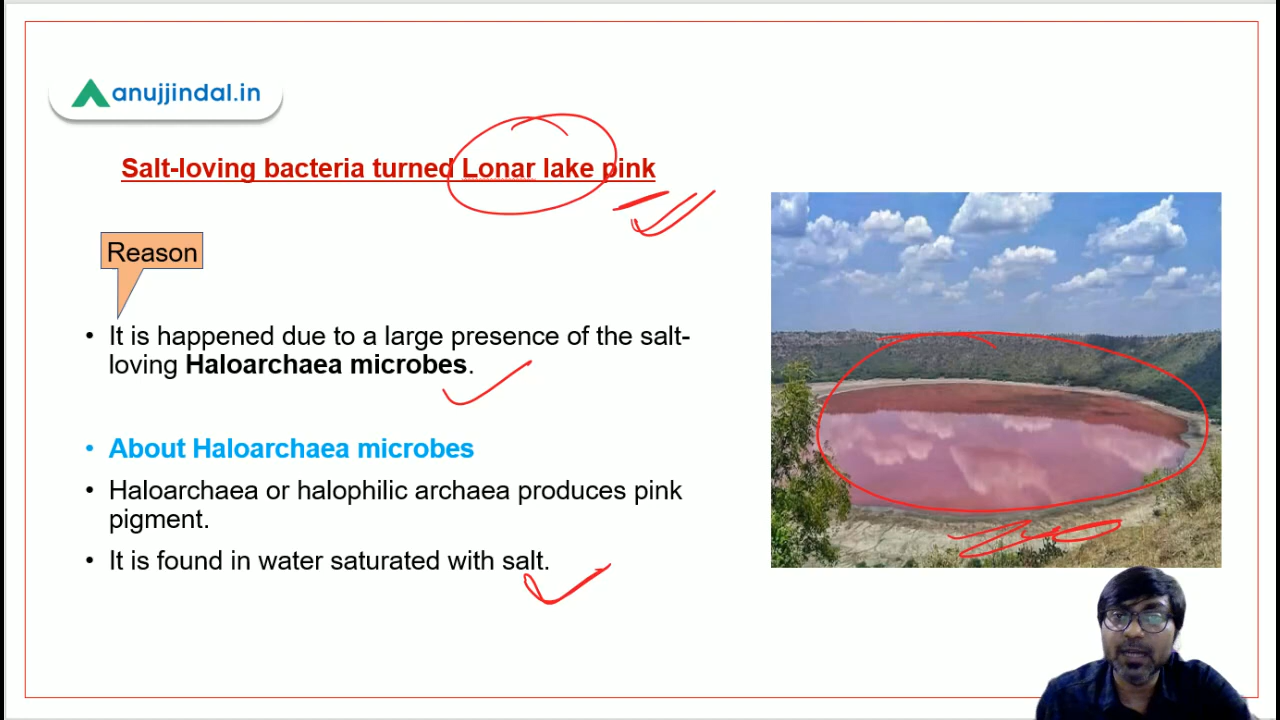 anujjindal.in
Salt-loving bacteria turned Lonar lake pink
Reason
• It is happened due to a large presence of the salt-
loving Haloarchaea microbes.
• About Haloarchaea microbes
• Haloarchaea or halophilic archaea produces pink
pigment.
• It is found in water saturated with salt.